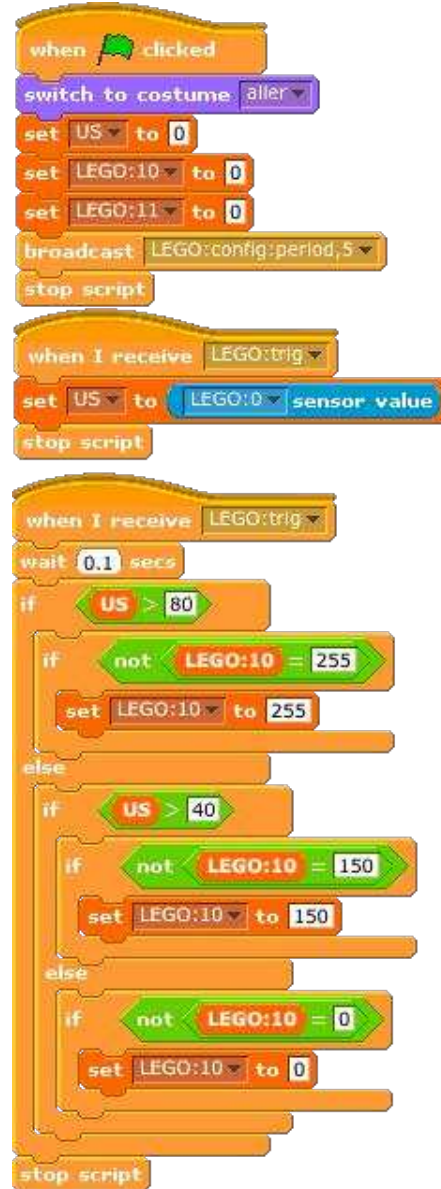 when clicked
switch to costume aller
set US to 0
set LEGO:10 to 0
set LEGO:11 to 0
broadcast LEGO:config:period,5
stop script
when I receive LEGO:trig
set US to LEGO:0 sensor value
stop script
when I receive LEGO:trig
wait 0.1 secs
if US > 80
if not LEGO:10 = 255
set LEGO:10 to 255
else
if US > 40
if not LEGO:10 = 150
set LEGO:10 to 150
else
if not LEGO:10 = 0
set LEGO:10 to 0
stop script